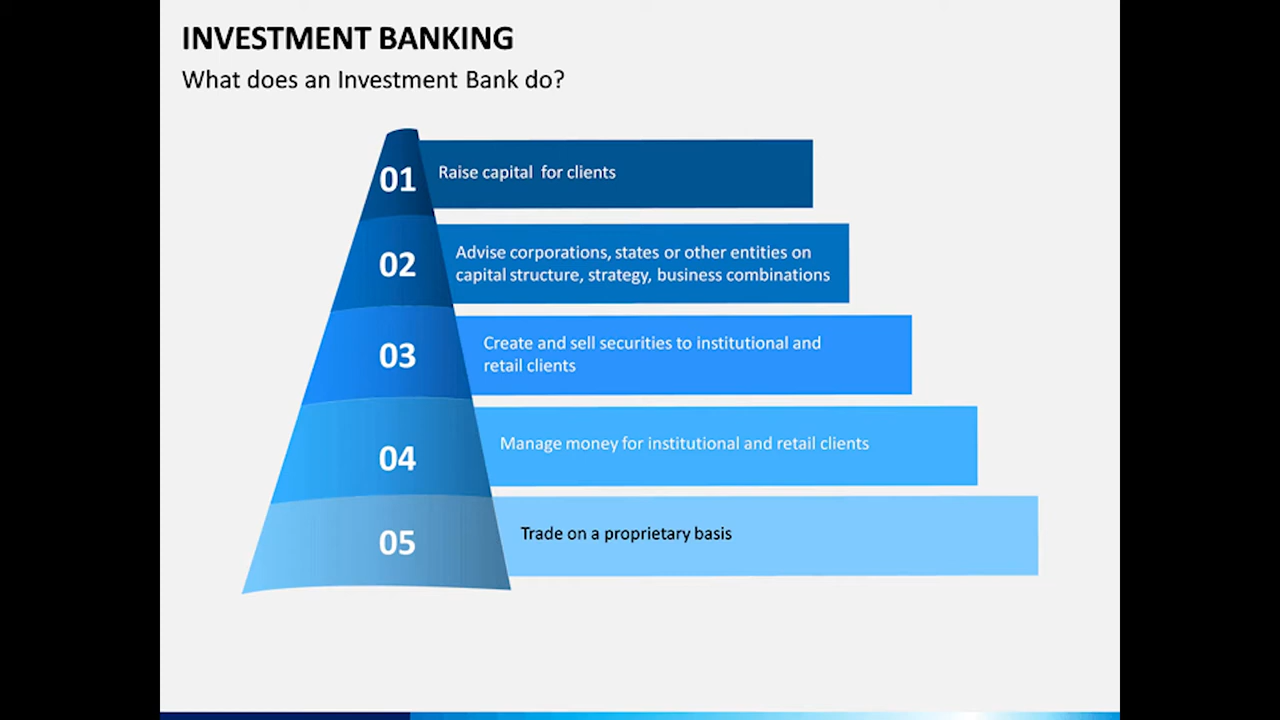 INVESTMENT BANKING
What does an Investment Bank do?
01
Raise capital  for clients
02
Advise corporations, states or other entities on
capital structure, strategy, business combinations
03
Create and sell securities to institutional and
retail clients
04
Manage money for institutional and retail clients
05
Trade on a proprietary basis